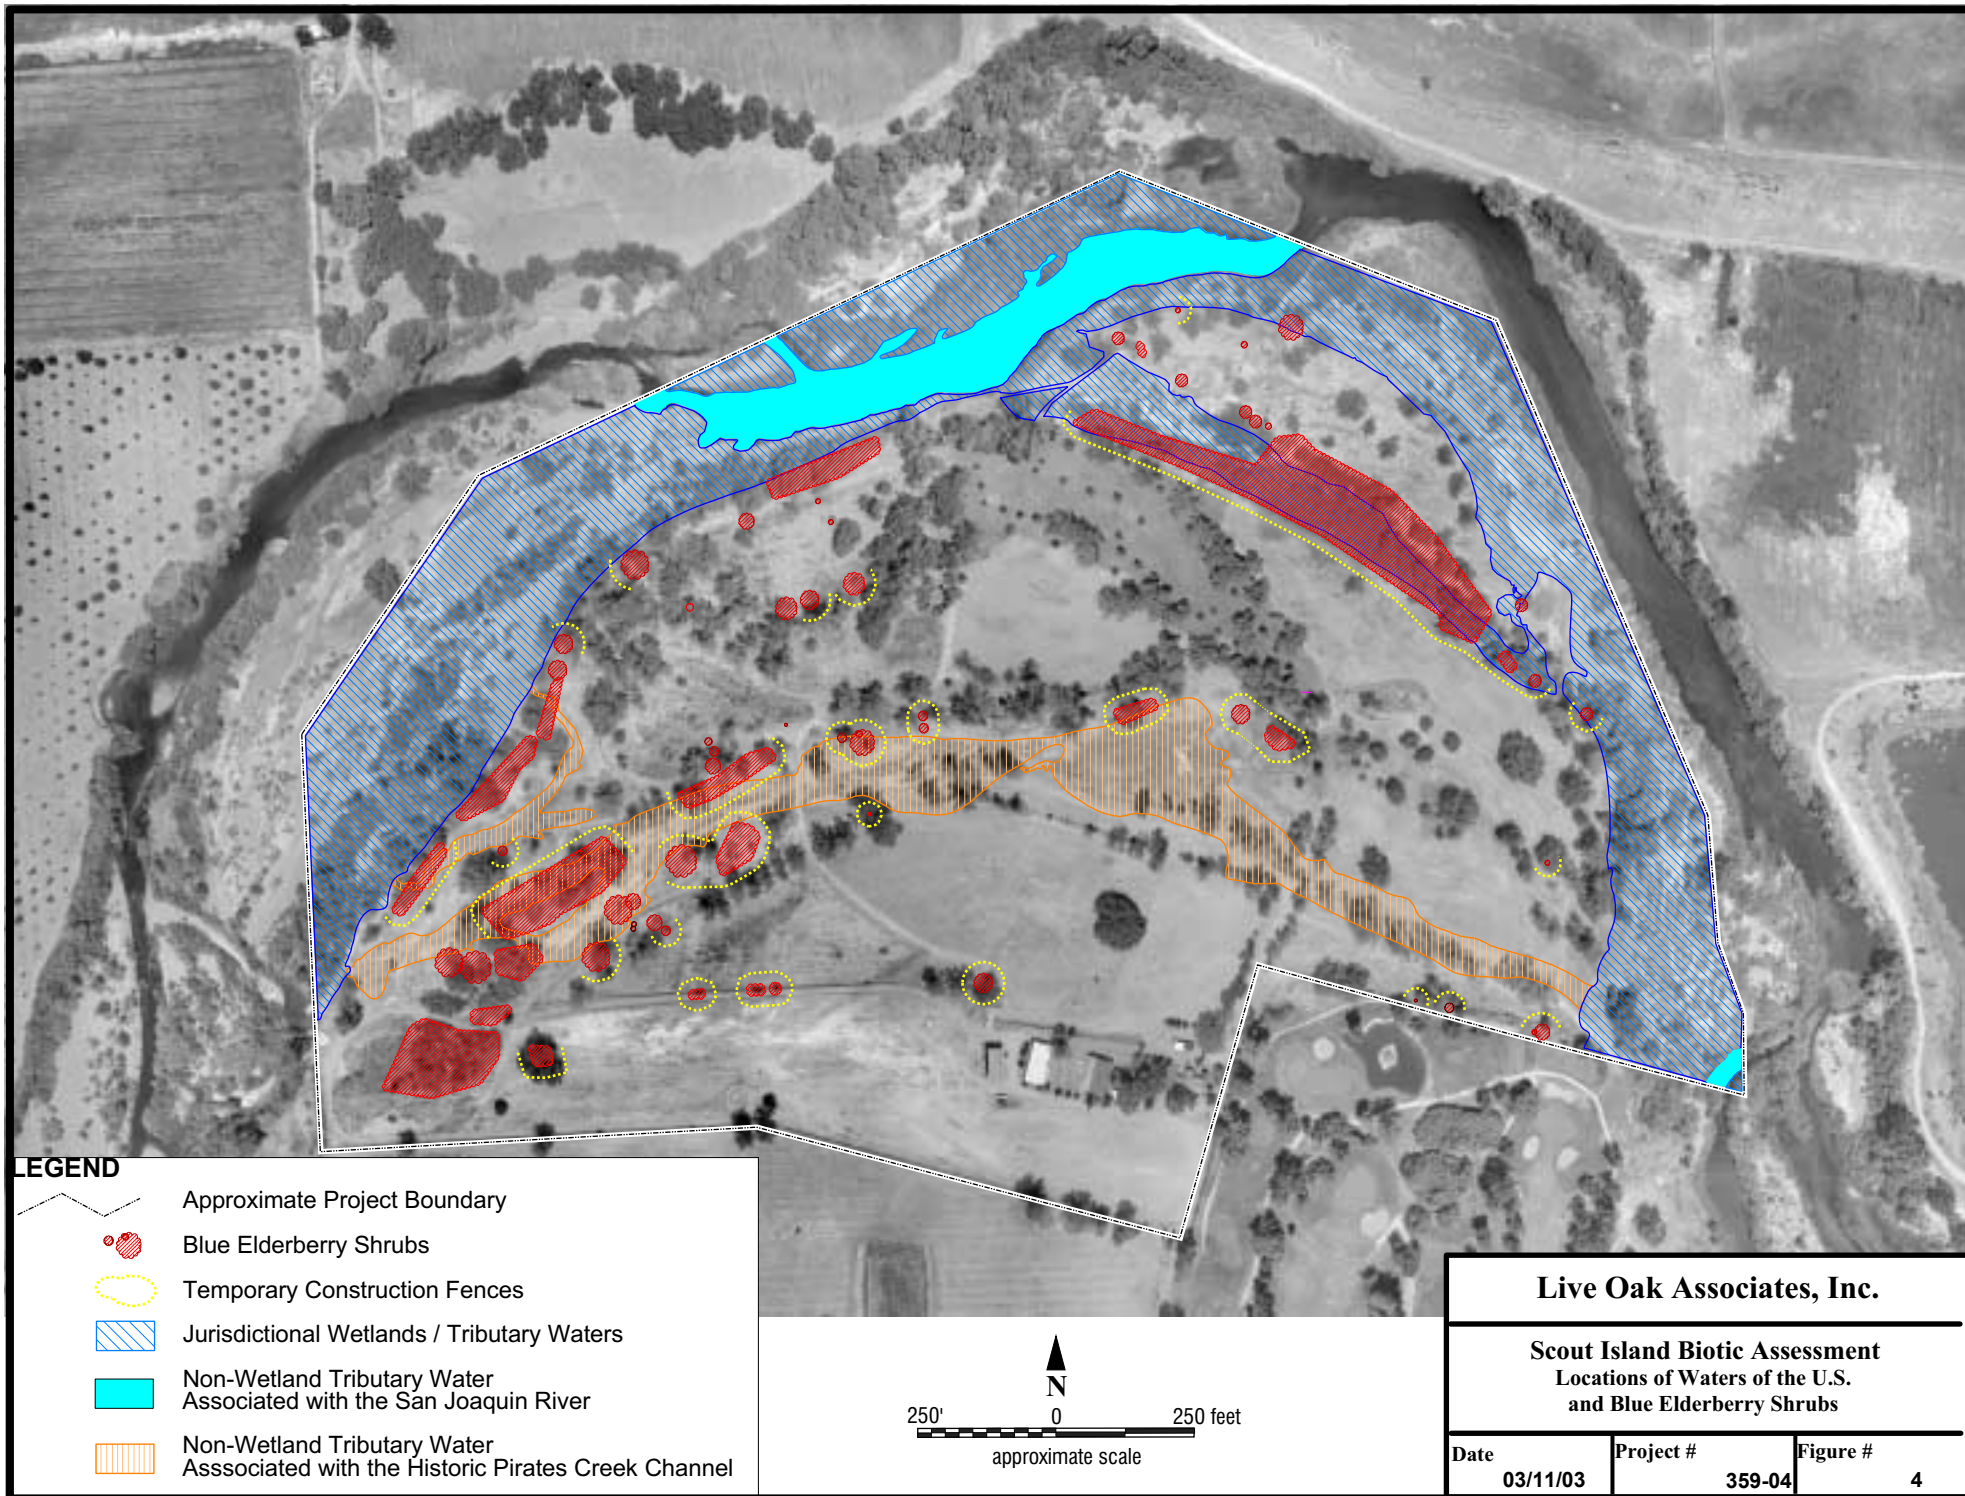 LEGEND
Approximate Project Boundary
Blue Elderberry Shrubs
Temporary Construction Fences
Jurisdictional Wetlands / Tributary Waters
Non-Wetland Tributary Water
Associated with the San Joaquin River
Non-Wetland Tributary Water
Asssociated with the Historic Pirates Creek Channel
N
250' 0 250 feet
approximate scale
Live Oak Associates, Inc.
Scout Island Biotic Assessment
Locations of Waters of the U.S.
and Blue Elderberry Shrubs
Date Project # Figure #
03/11/03 359-04 4